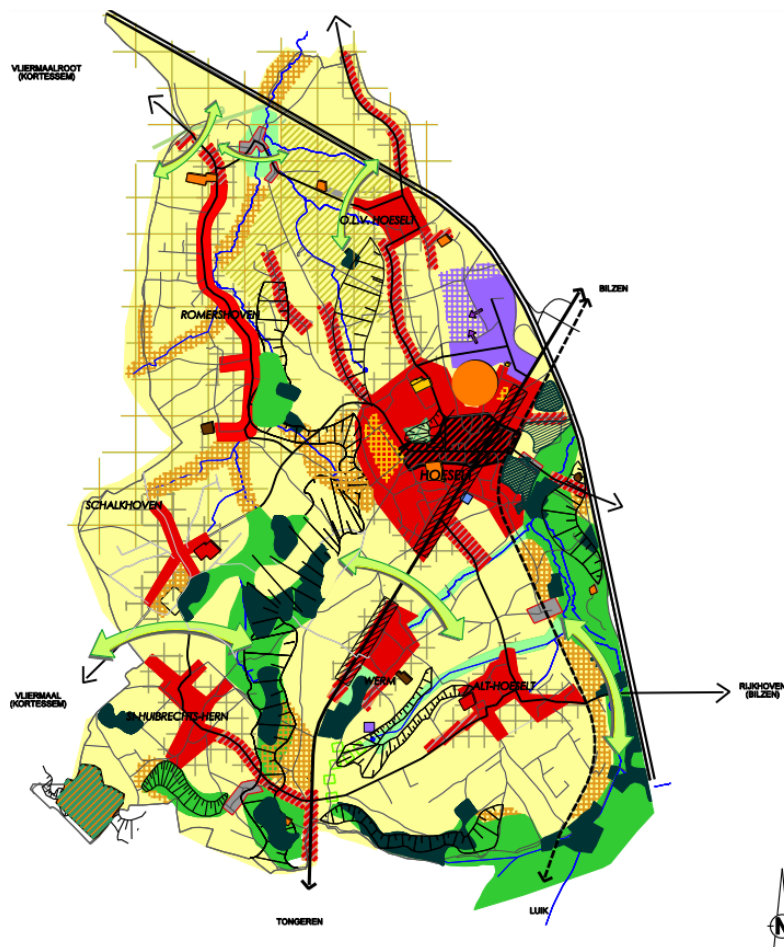 VLIERMAALROOT
(KORTESSEM)
O.L.V. HOESELT
BILZEN
ROMERSHOVEN
HOESELT
SCHALKHOVEN
VLIERMAAL
(KORTESSEM)
WERM
ALT-HOESELT
RIJKHOVEN
(BILZEN)
ST-HUIBRECHTS-HERN
TONGEREN
LUIK
N